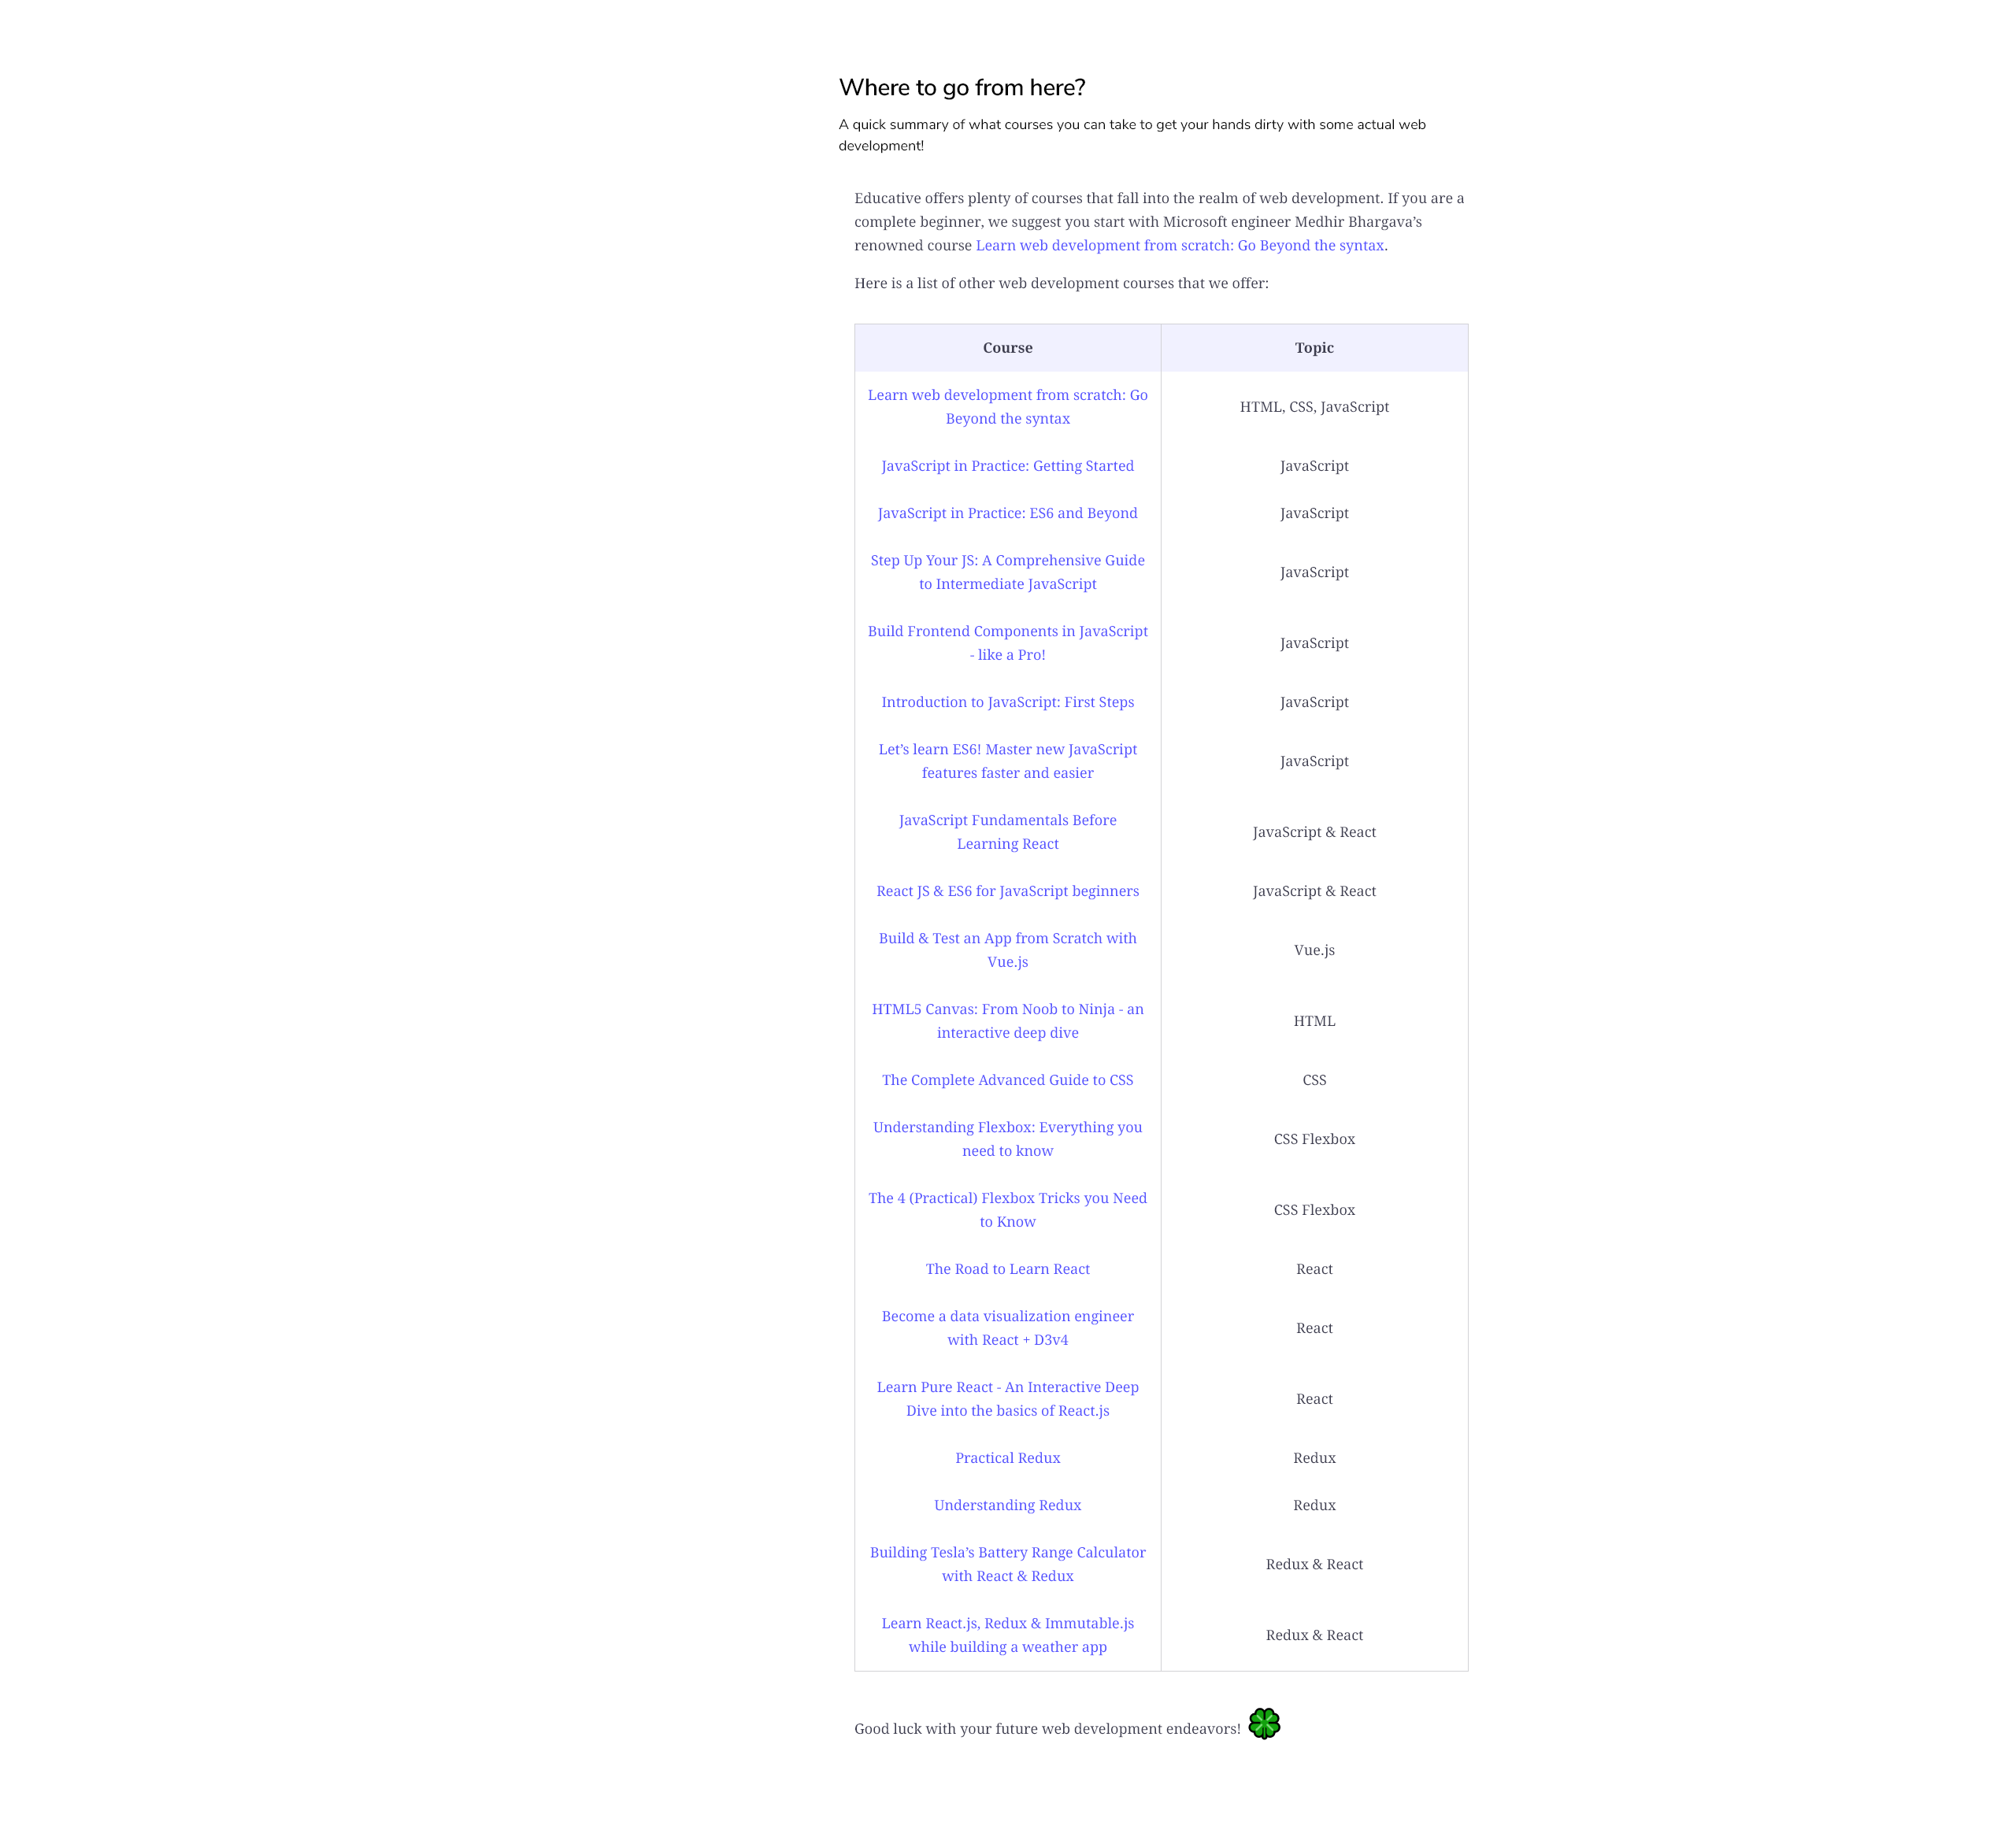 Where to go from here?
A quick summary of what courses you can take to get your hands dirty with some actual web
development!
Educative offers plenty of courses that fall into the realm of web development. If you are a
complete beginner, we suggest you start with Microsoft engineer Medhir Bhargava’s
renowned course Learn web development from scratch: Go Beyond the syntax.
Here is a list of other web development courses that we offer:
Course Topic
Learn web development from scratch: Go
Beyond the syntax
HTML, CSS, JavaScript
JavaScript in Practice: Getting Started JavaScript
JavaScript in Practice: ES6 and Beyond JavaScript
Step Up Your JS: A Comprehensive Guide
to Intermediate JavaScript
JavaScript
Build Frontend Components in JavaScript
- like a Pro!
JavaScript
Introduction to JavaScript: First Steps JavaScript
Let’s learn ES6! Master new JavaScript
features faster and easier
JavaScript
JavaScript Fundamentals Before
Learning React
JavaScript & React
React JS & ES6 for JavaScript beginners JavaScript & React
Build & Test an App from Scratch with
Vue.js
Vue.js
HTML5 Canvas: From Noob to Ninja - an
interactive deep dive
HTML
The Complete Advanced Guide to CSS CSS
Understanding Flexbox: Everything you
need to know
CSS Flexbox
The 4 (Practical) Flexbox Tricks you Need
to Know
CSS Flexbox
The Road to Learn React React
Become a data visualization engineer
with React + D3v4
React
Learn Pure React - An Interactive Deep
Dive into the basics of React.js
React
Practical Redux Redux
Understanding Redux Redux
Building Tesla’s Battery Range Calculator
with React & Redux
Redux & React
Learn React.js, Redux & Immutable.js
while building a weather app
Redux & React
Good luck with your future web development endeavors!